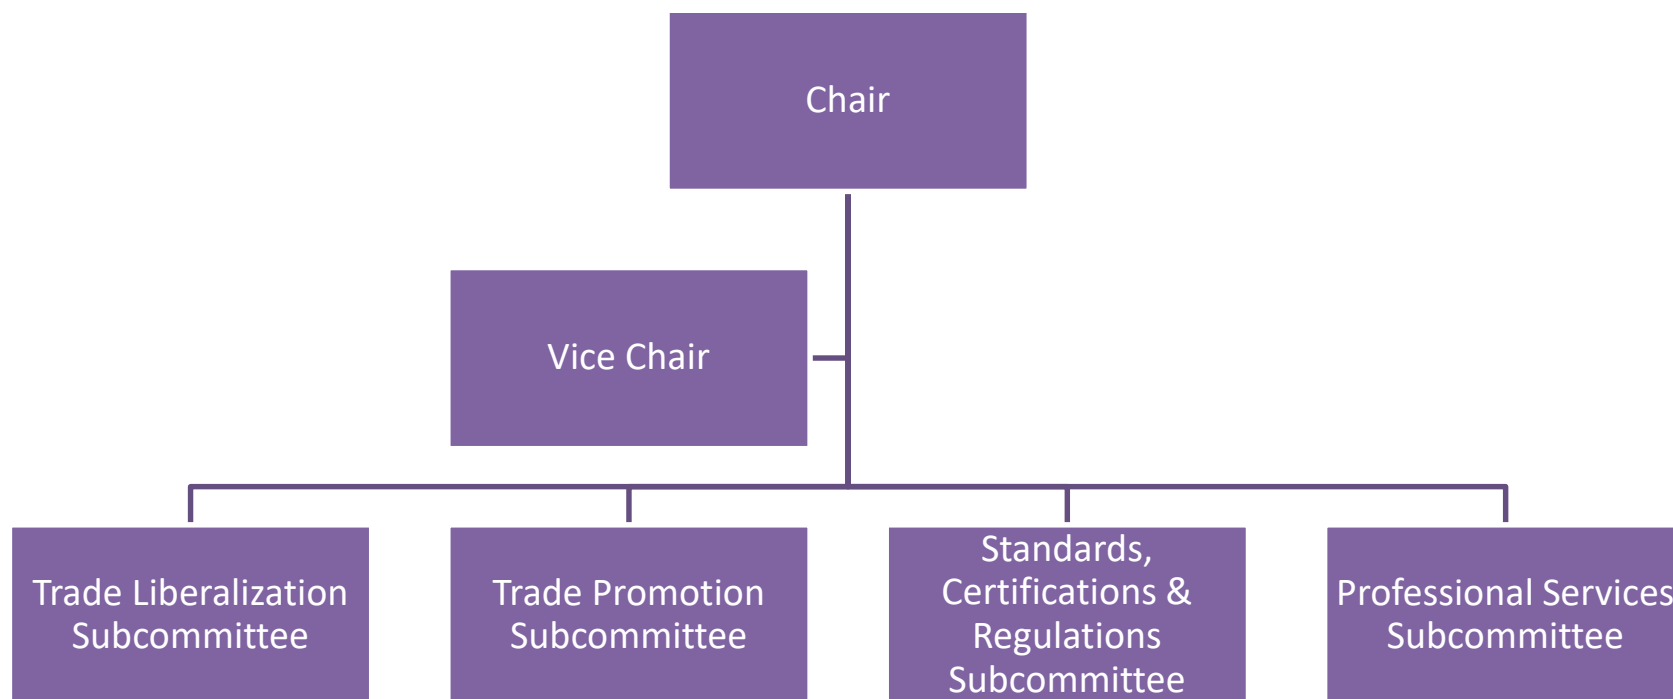 Chair
Vice Chair
Trade Liberalization
Subcommittee
Trade Promotion
Subcommittee
Standards,
Certifications &
Regulations
Subcommittee
Professional Services
Subcommittee